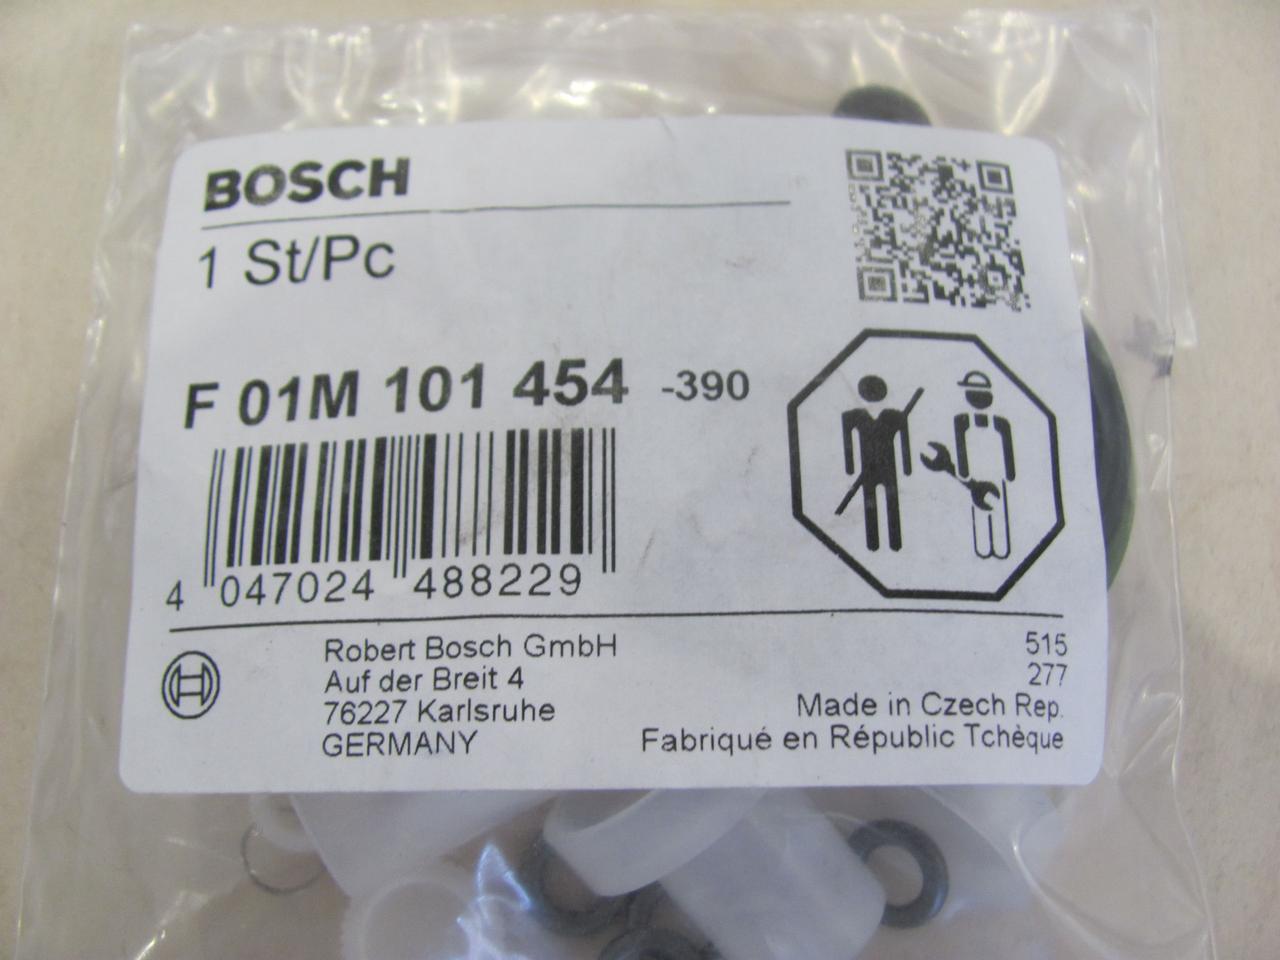 BOSCH
1 St/Pc
F 01M 101 454 -390
4 047024 488229
Robert Bosch GmbH
Auf der Breit 4
76227 Karlsruhe
GERMANY
515
277
Made in Czech Rep.
Fabriqué en Républic Tchèque